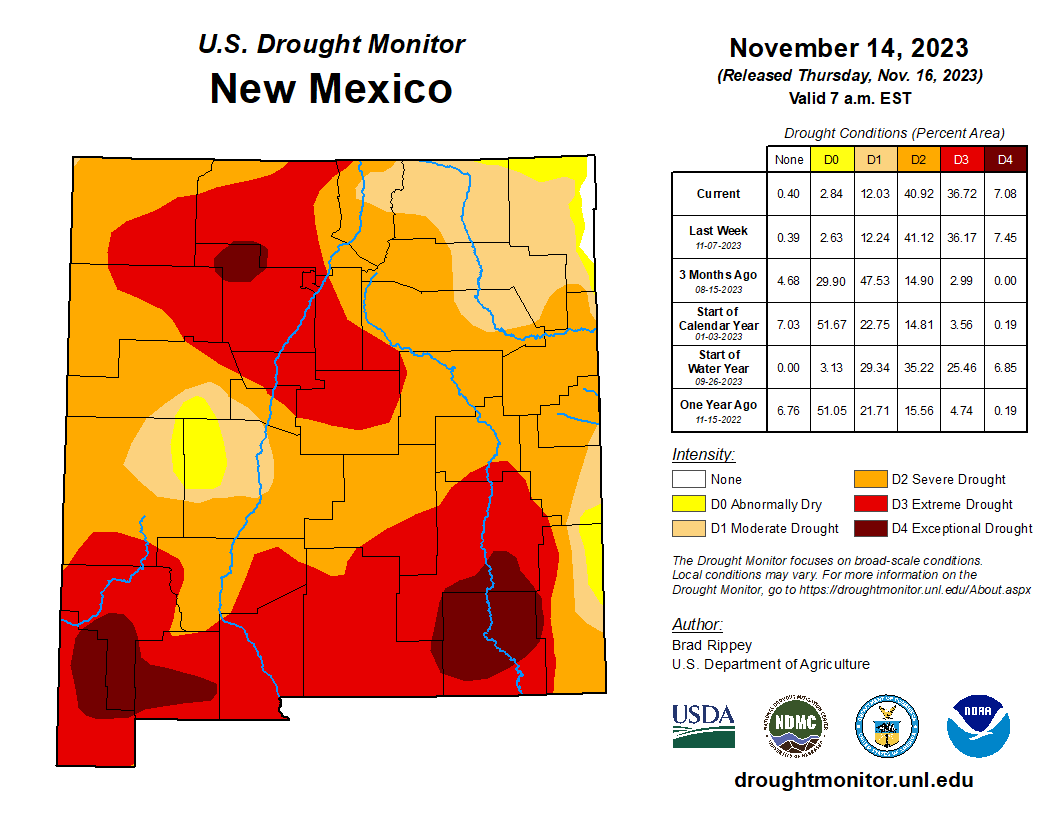 U.S. Drought Monitor
New Mexico
November 14, 2023
(Released Thursday, Nov. 16, 2023)
Valid 7 a.m. EST
Drought Conditions (Percent Area)
None D0 D1 D2 D3 D4
Current 0.40 2.84 12.03 40.92 36.72 7.08
Last Week
11-07-2023 0.39 2.63 12.24 41.12 36.17 7.45
3 Months Ago
08-15-2023 4.68 29.90 47.53 14.90 2.99 0.00
Start of
Calendar Year
01-03-2023 7.03 51.67 22.75 14.81 3.56 0.19
Start of
Water Year
09-26-2023 0.00 3.13 29.34 35.22 25.46 6.85
One Year Ago
11-15-2022 6.76 51.05 21.71 15.56 4.74 0.19
Intensity:
None
D0 Abnormally Dry
D1 Moderate Drought
D2 Severe Drought
D3 Extreme Drought
D4 Exceptional Drought
The Drought Monitor focuses on broad-scale conditions.
Local conditions may vary. For more information on the
Drought Monitor, go to https://droughtmonitor.unl.edu/About.aspx
Author:
Brad Rippey
U.S. Department of Agriculture
USDA
NDMC
NOAA
droughtmonitor.unl.edu